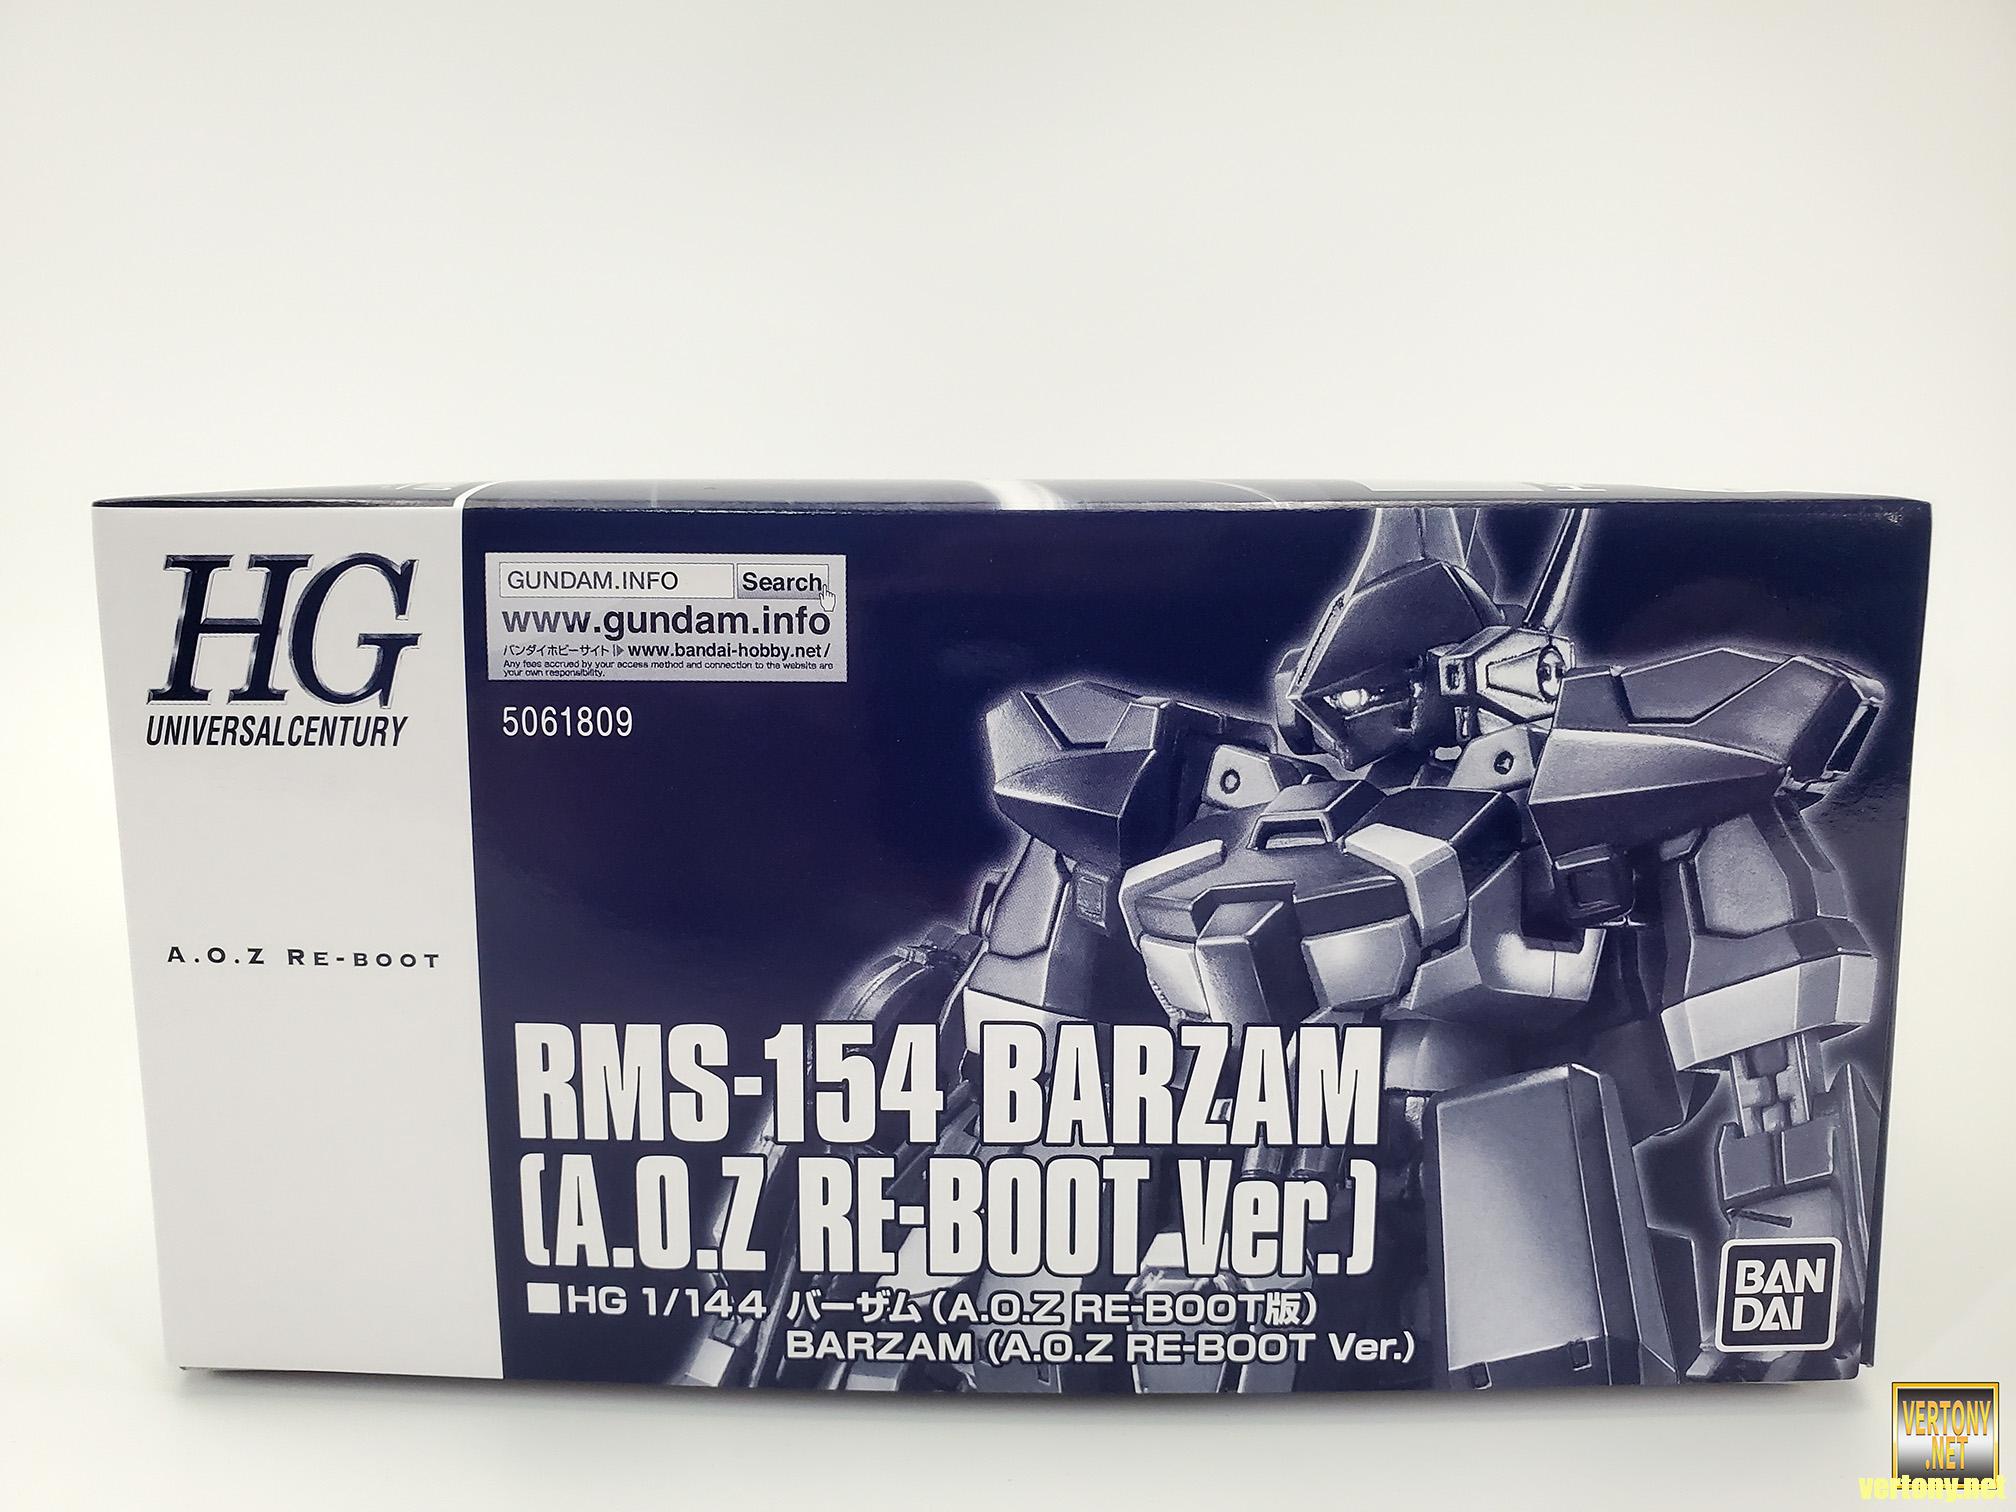 HG
UNIVERSALCENTURY
A.O.Z RE-BOOT
GUNDAM.INFO Search
www.gundam.info
バンダイホビーサイト www.bandai-hobby.net/
Any fees accrued by your access method and connection to the website are
your own responsibility.
5061809
RMS-154 BARZAM
(A.O.Z RE-BOOT Ver.)
■HG 1/144 バーザム (A.O.Z RE-BOOT版)
BARZAM (A.O.Z RE-BOOT Ver.)
BAN
DAI
VERTONY
.NET
vertony.net